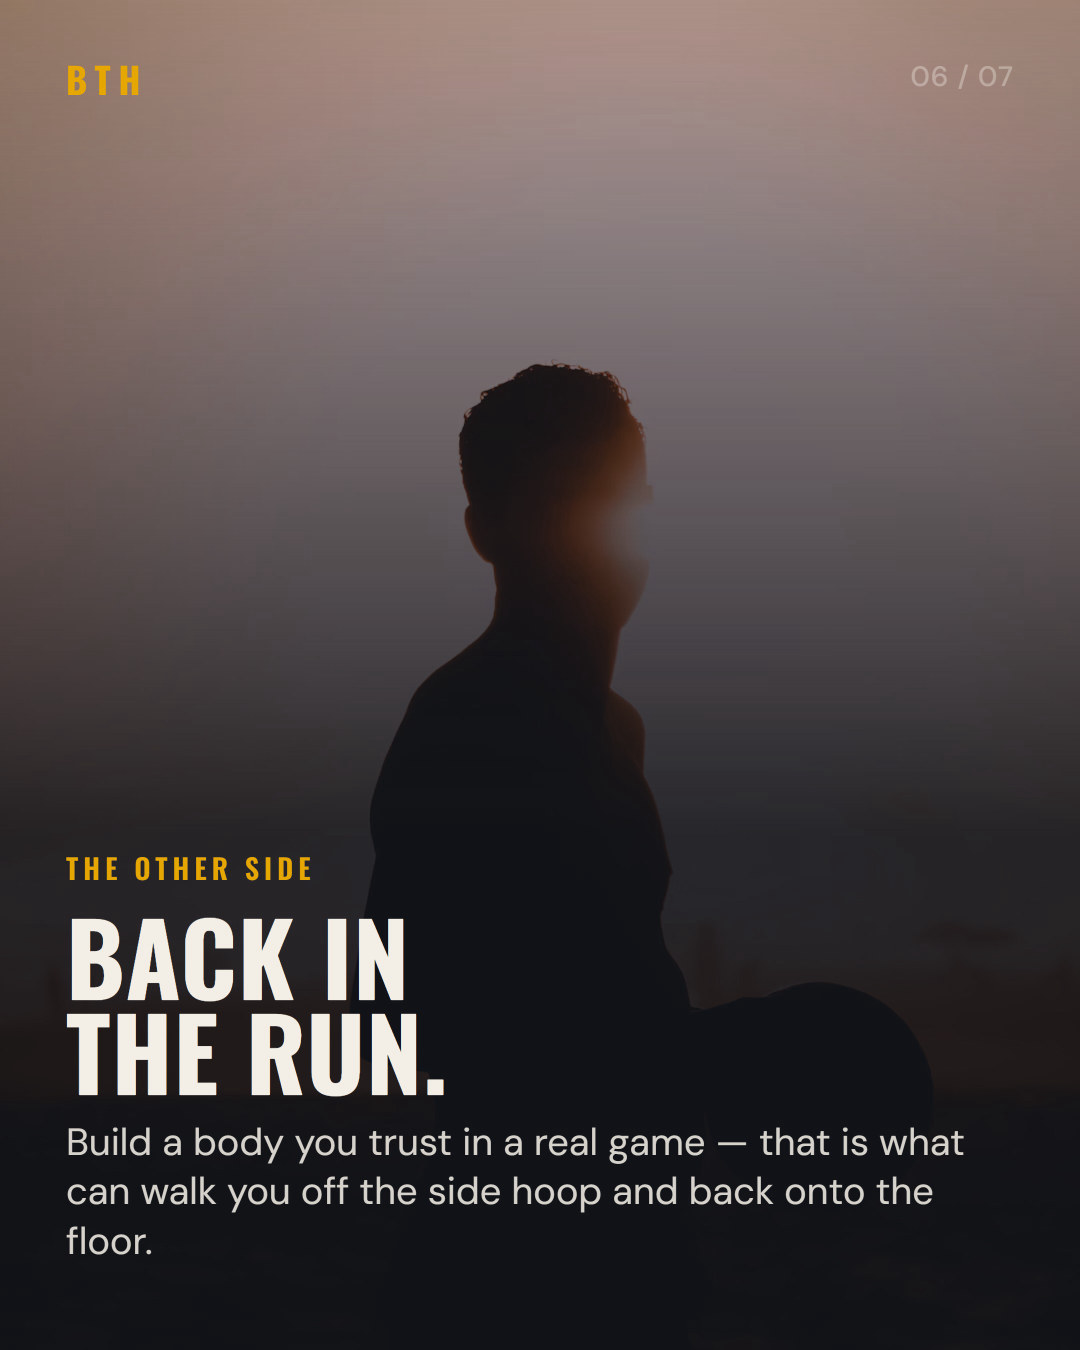 BTH
06 / 07
THE OTHER SIDE
BACK IN
THE RUN.
Build a body you trust in a real game — that is what
can walk you off the side hoop and back onto the
floor.